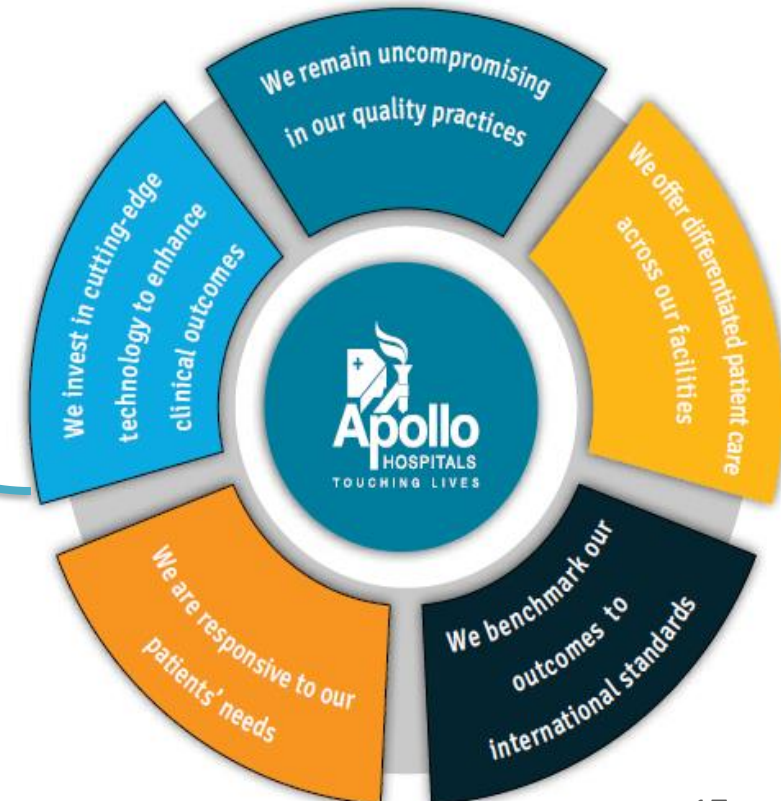 We remain uncompromising
in our quality practices
We offer differentiated patient care
across our facilities
We benchmark our
outcomes to
international standards
We are responsive to our
patients' needs
We invest in cutting-edge
technology to enhance
clinical outcomes
Apollo
HOSPITALS
TOUCHING LIVES